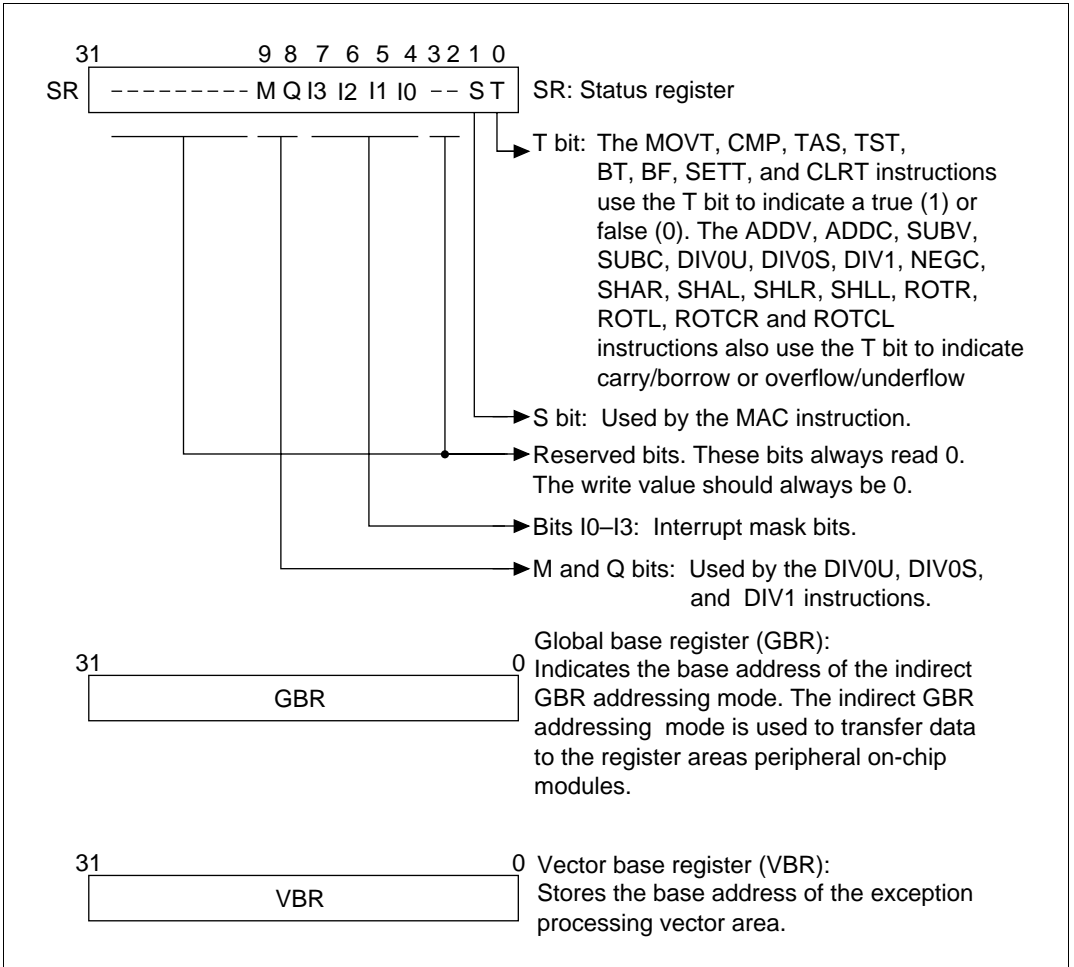 31 9 8 7 6 5 4 3 2 1 0
SR --------- M Q I3 I2 I1 I0 -- S T SR: Status register
T bit: The MOVT, CMP, TAS, TST,
BT, BF, SETT, and CLRT instructions
use the T bit to indicate a true (1) or
false (0). The ADDV, ADDC, SUBV,
SUBC, DIV0U, DIV0S, DIV1, NEGC,
SHAR, SHAL, SHLR, SHLL, ROTR,
ROTL, ROTCR and ROTCL
instructions also use the T bit to indicate
carry/borrow or overflow/underflow
S bit: Used by the MAC instruction.
Reserved bits. These bits always read 0.
The write value should always be 0.
Bits I0–I3: Interrupt mask bits.
M and Q bits: Used by the DIV0U, DIV0S,
and DIV1 instructions.
Global base register (GBR):
31 0 Indicates the base address of the indirect
GBR GBR addressing mode. The indirect GBR
addressing mode is used to transfer data
to the register areas peripheral on-chip
modules.
31 0 Vector base register (VBR):
VBR Stores the base address of the exception
processing vector area.